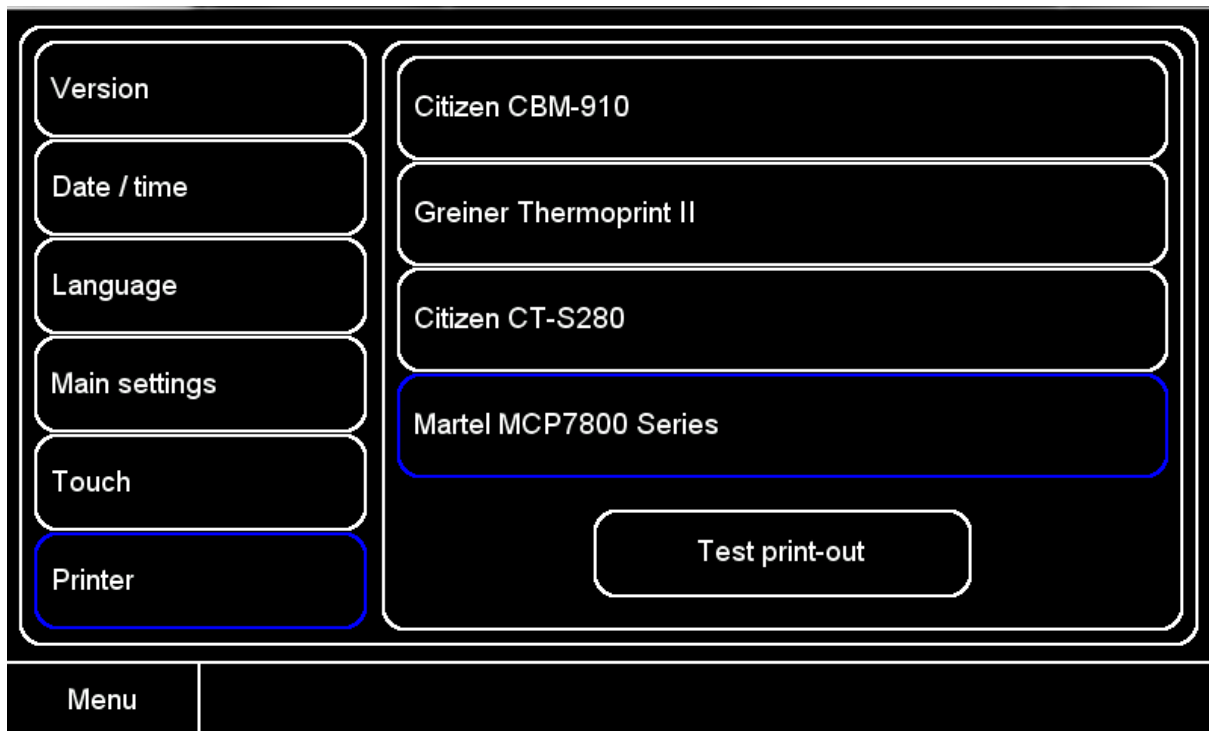 Version
Date / time
Language
Main settings
Touch
Printer
Citizen CBM-910
Greiner Thermoprint II
Citizen CT-S280
Martel MCP7800 Series
Test print-out
Menu